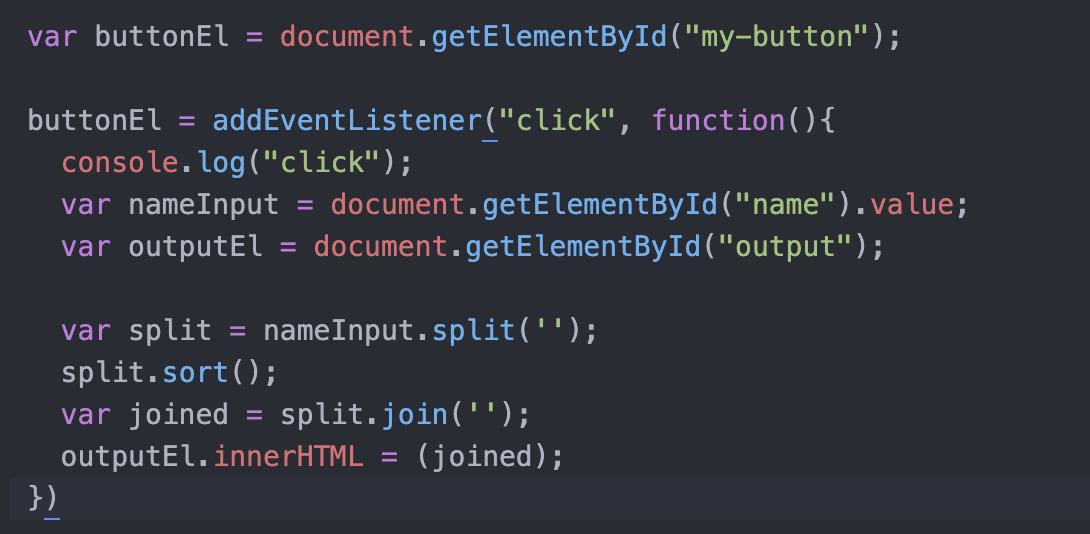 var buttonEl = document.getElementById("my-button");

buttonEl = addEventListener("click", function(){
  console.log("click");
  var nameInput = document.getElementById("name").value;
  var outputEl = document.getElementById("output");

  var split = nameInput.split('');
  split.sort();
  var joined = split.join('');
  outputEl.innerHTML = (joined);
})